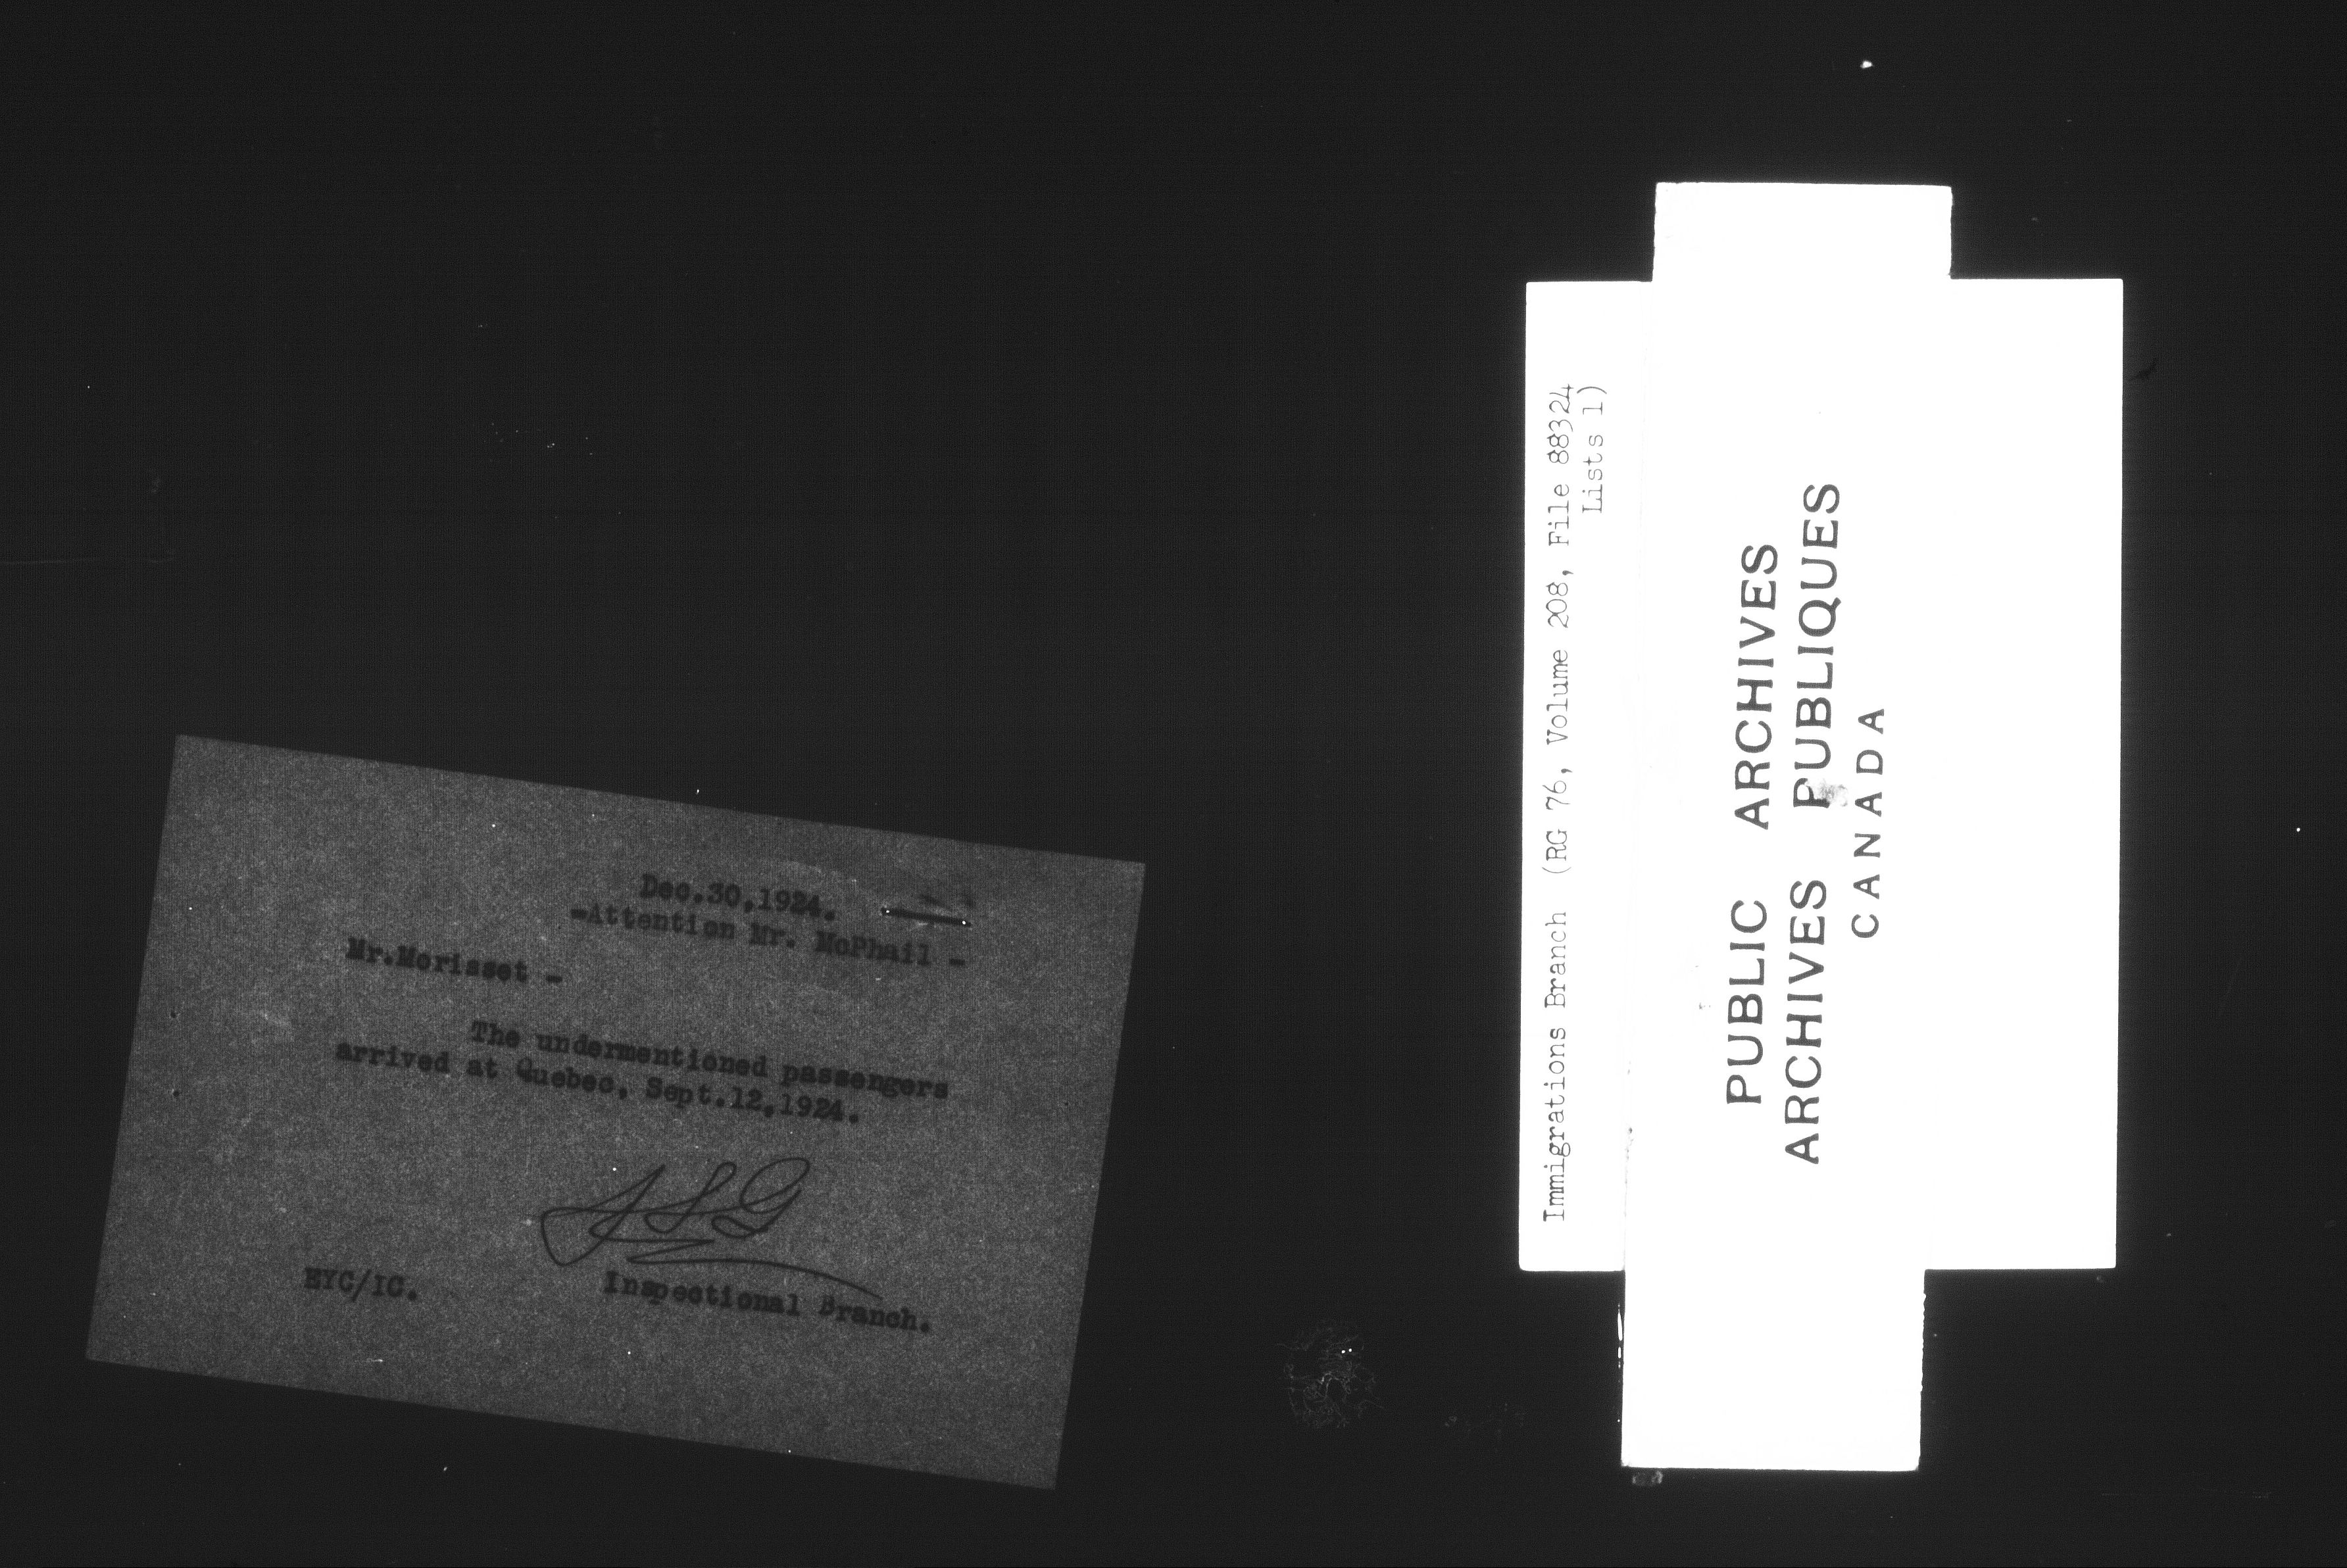 Dec.30,1924.
-Attention Mr. McPhail -
Mr.Morisset -
The undermentioned passengers
arrived at Quebec, Sept.12,1924.
Inspectional Branch.
EYC/IC.
Immigrations Branch (RG 76, Volume 208, File 88324
Lists 1)
PUBLIC ARCHIVES
ARCHIVES PUBLIQUES
CANADA